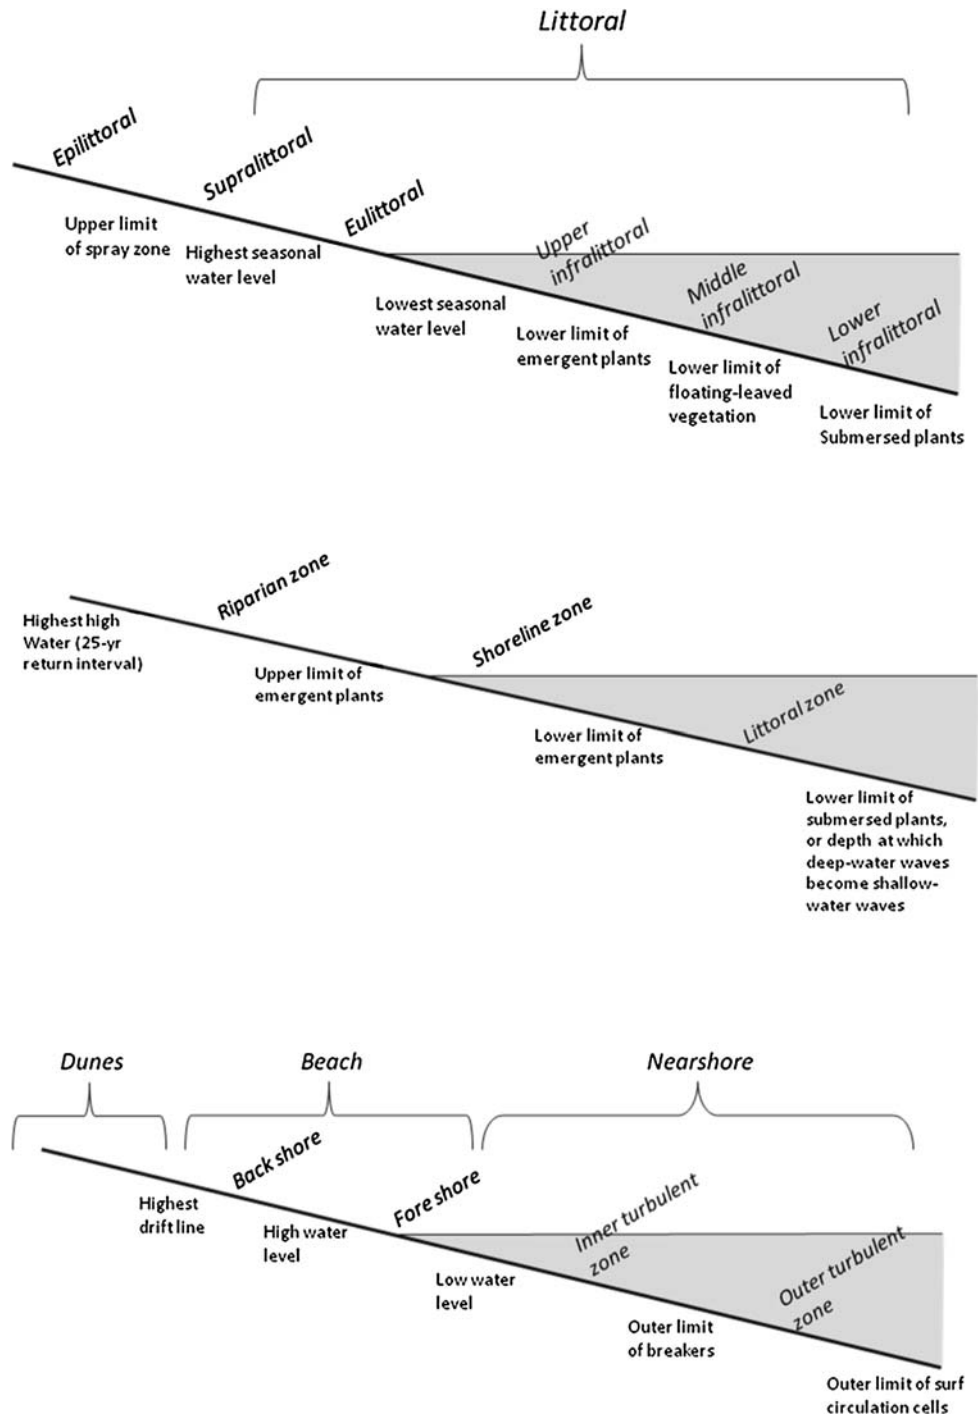 Littoral
Epilittoral
Supralittoral
Eulittoral
Upper
infralittoral
Middle
infralittoral
Lower
infralittoral
Upper limit
of spray zone
Highest seasonal
water level
Lowest seasonal
water level
Lower limit of
emergent plants
Lower limit of
floating-leaved
vegetation
Lower limit of
Submersed plants
Riparian zone
Shoreline zone
Littoral zone
Highest high
Water (25-yr
return interval)
Upper limit of
emergent plants
Lower limit of
emergent plants
Lower limit of
submersed plants,
or depth at which
deep-water waves
become shallow-
water waves
Dunes
Beach
Nearshore
Back shore
Fore shore
Inner turbulent
zone
Outer turbulent
zone
Highest
drift line
High water
level
Low water
level
Outer limit
of breakers
Outer limit of surf
circulation cells